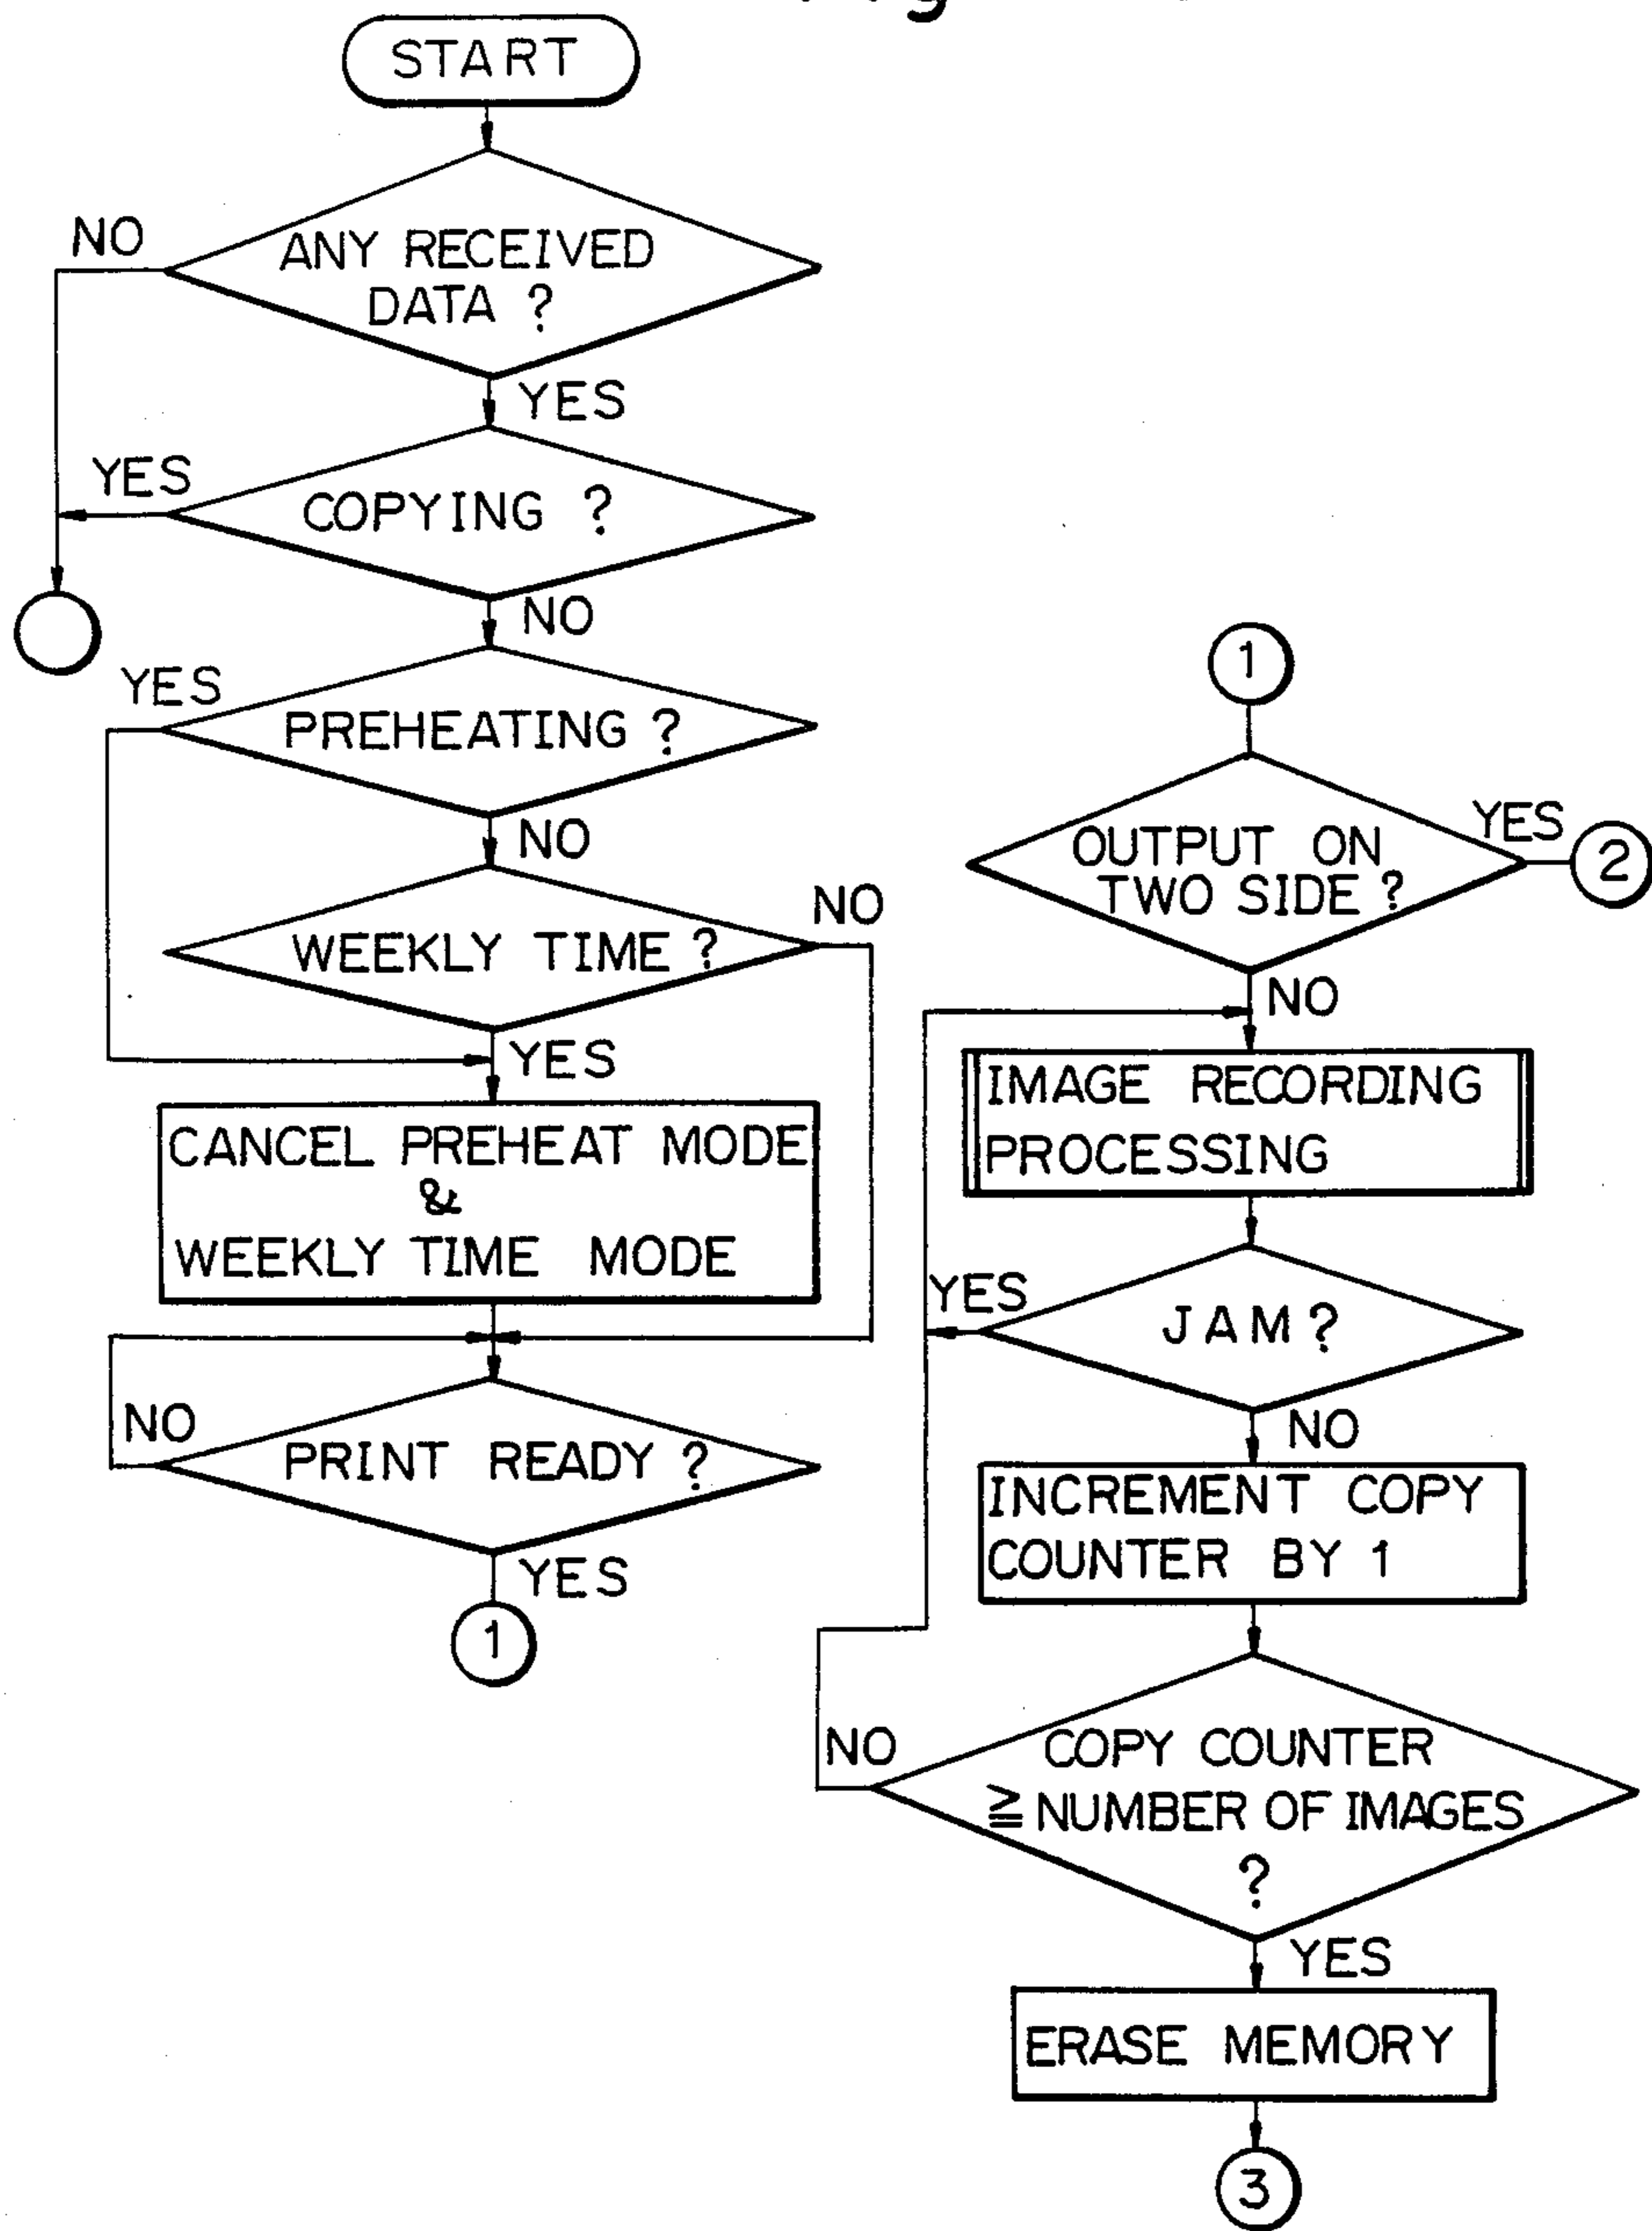 START
NO
ANY RECEIVED
DATA ?
YES
YES
COPYING ?
NO
YES
PREHEATING ?
NO
NO
WEEKLY TIME ?
YES
CANCEL PREHEAT MODE
&
WEEKLY TIME MODE
NO
PRINT READY ?
YES
1
1
OUTPUT ON
TWO SIDE ?
YES
2
NO
IMAGE RECORDING
PROCESSING
YES
JAM ?
NO
INCREMENT COPY
COUNTER BY 1
NO
COPY COUNTER
≧ NUMBER OF IMAGES
?
YES
ERASE MEMORY
3